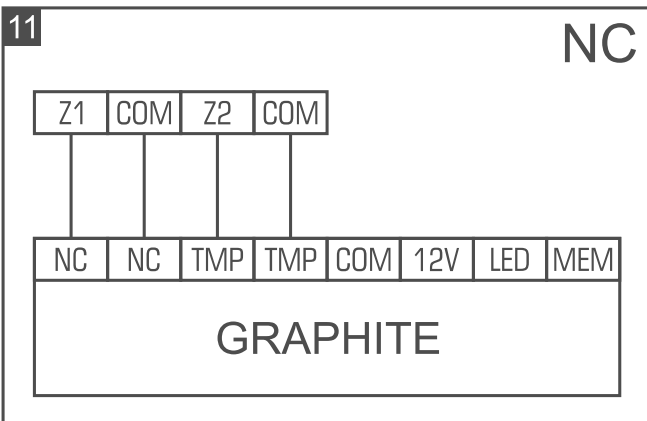 11
NC
Z1 COM Z2 COM
NC NC TMP TMP COM 12V LED MEM
GRAPHITE